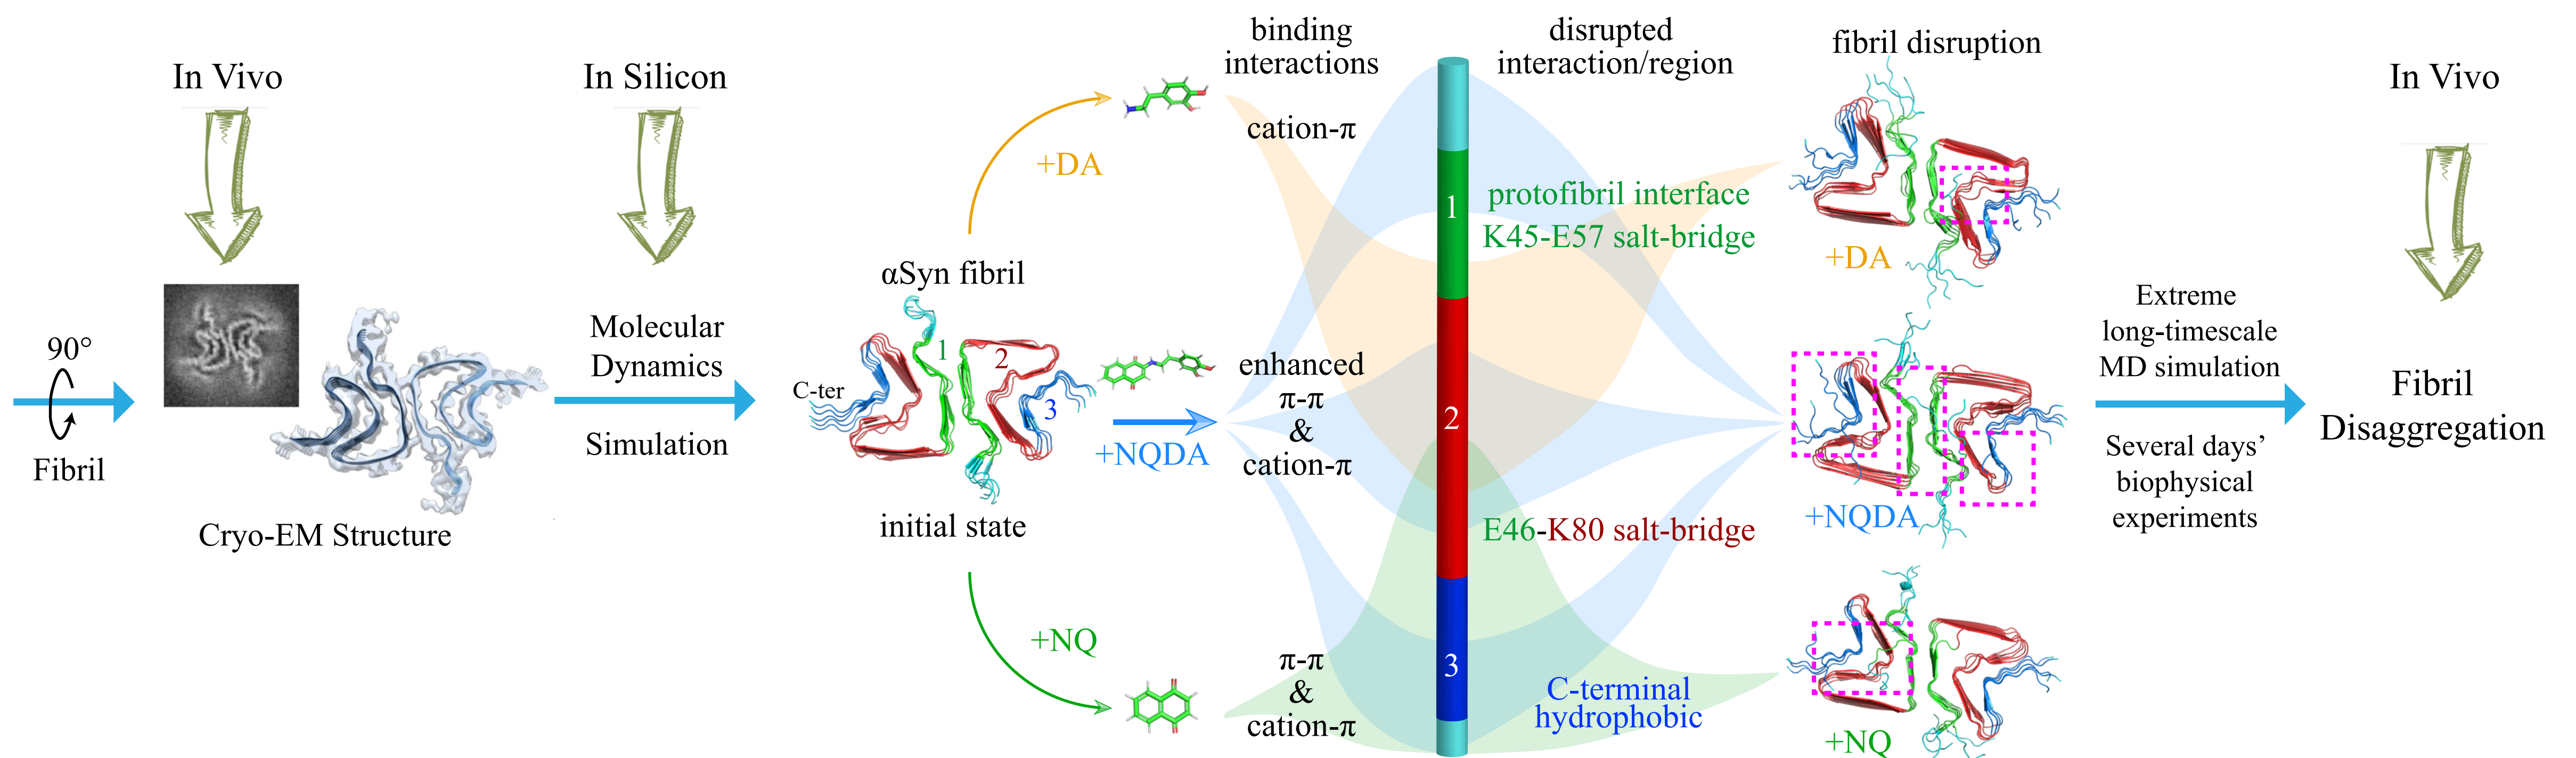 In Vivo
90°
Fibril
Cryo-EM Structure
In Silicon
Molecular
Dynamics
Simulation
αSyn fibril
C-ter
1
2
3
initial state
+DA
+NQDA
+NQ
binding
interactions
cation-π
enhanced
π-π
&
cation-π
π-π
&
cation-π
1
2
3
disrupted
interaction/region
protofibril interface
K45-E57 salt-bridge
E46-K80 salt-bridge
C-terminal
hydrophobic
fibril disruption
+DA
+NQDA
+NQ
Extreme
long-timescale
MD simulation
Several days’
biophysical
experiments
In Vivo
Fibril
Disaggregation